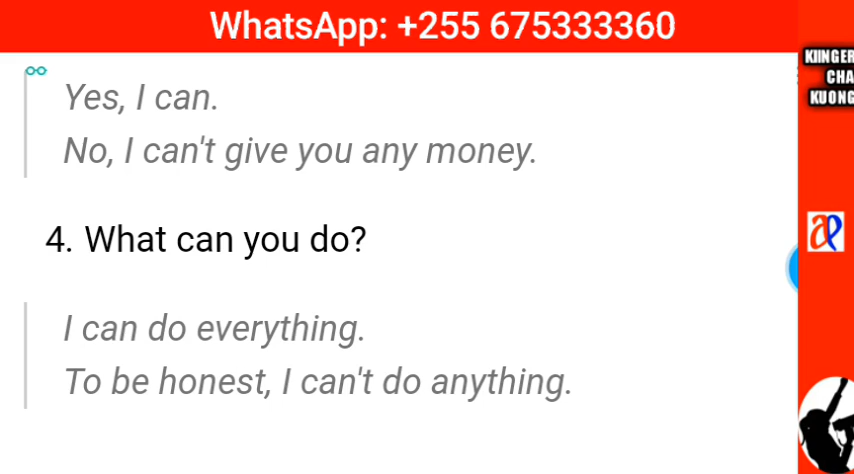 WhatsApp: +255 675333360
KIINGER
CHA
KUONG
Yes, I can.
No, I can't give you any money.
4. What can you do?
I can do everything.
To be honest, I can't do anything.